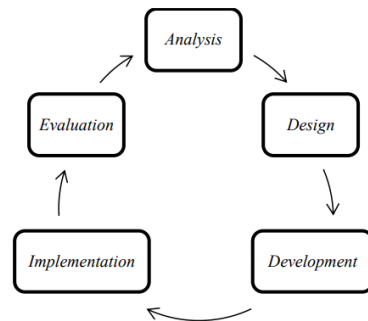 Analysis
Evaluation
Design
Implementation
Development